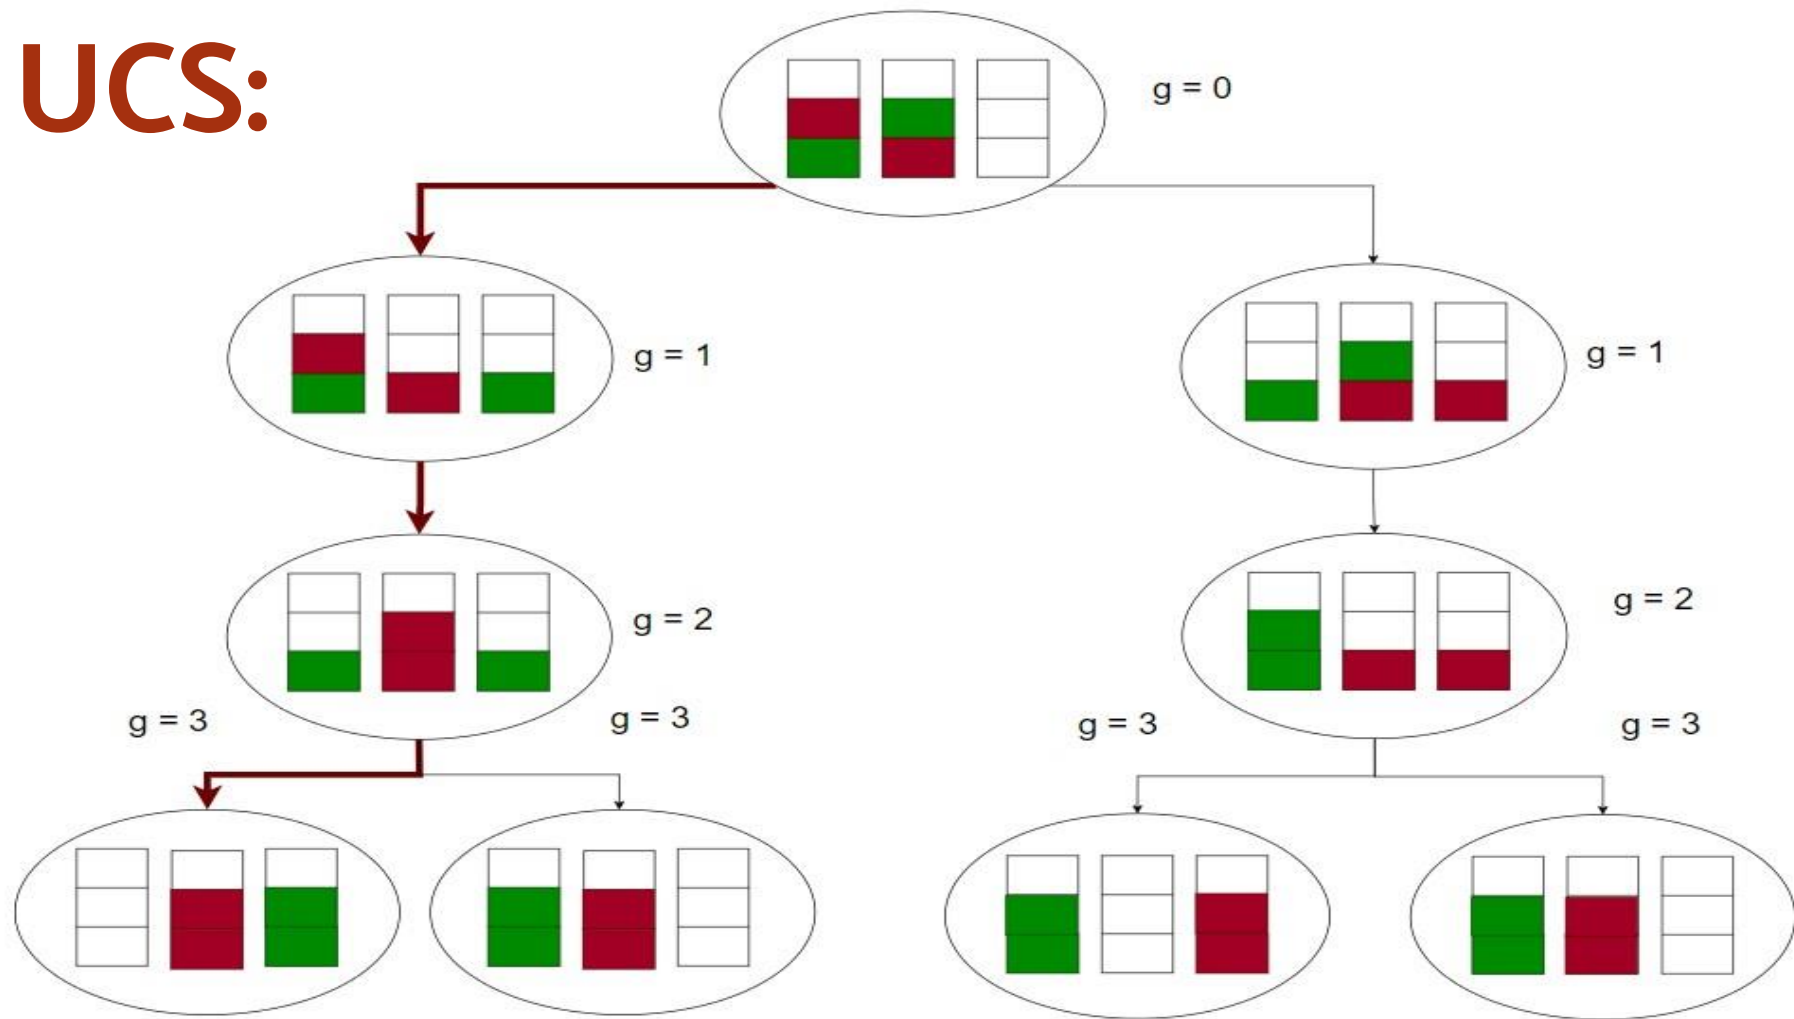 UCS:
g = 0
g = 1
g = 1
g = 2
g = 2
g = 3
g = 3
g = 3
g = 3